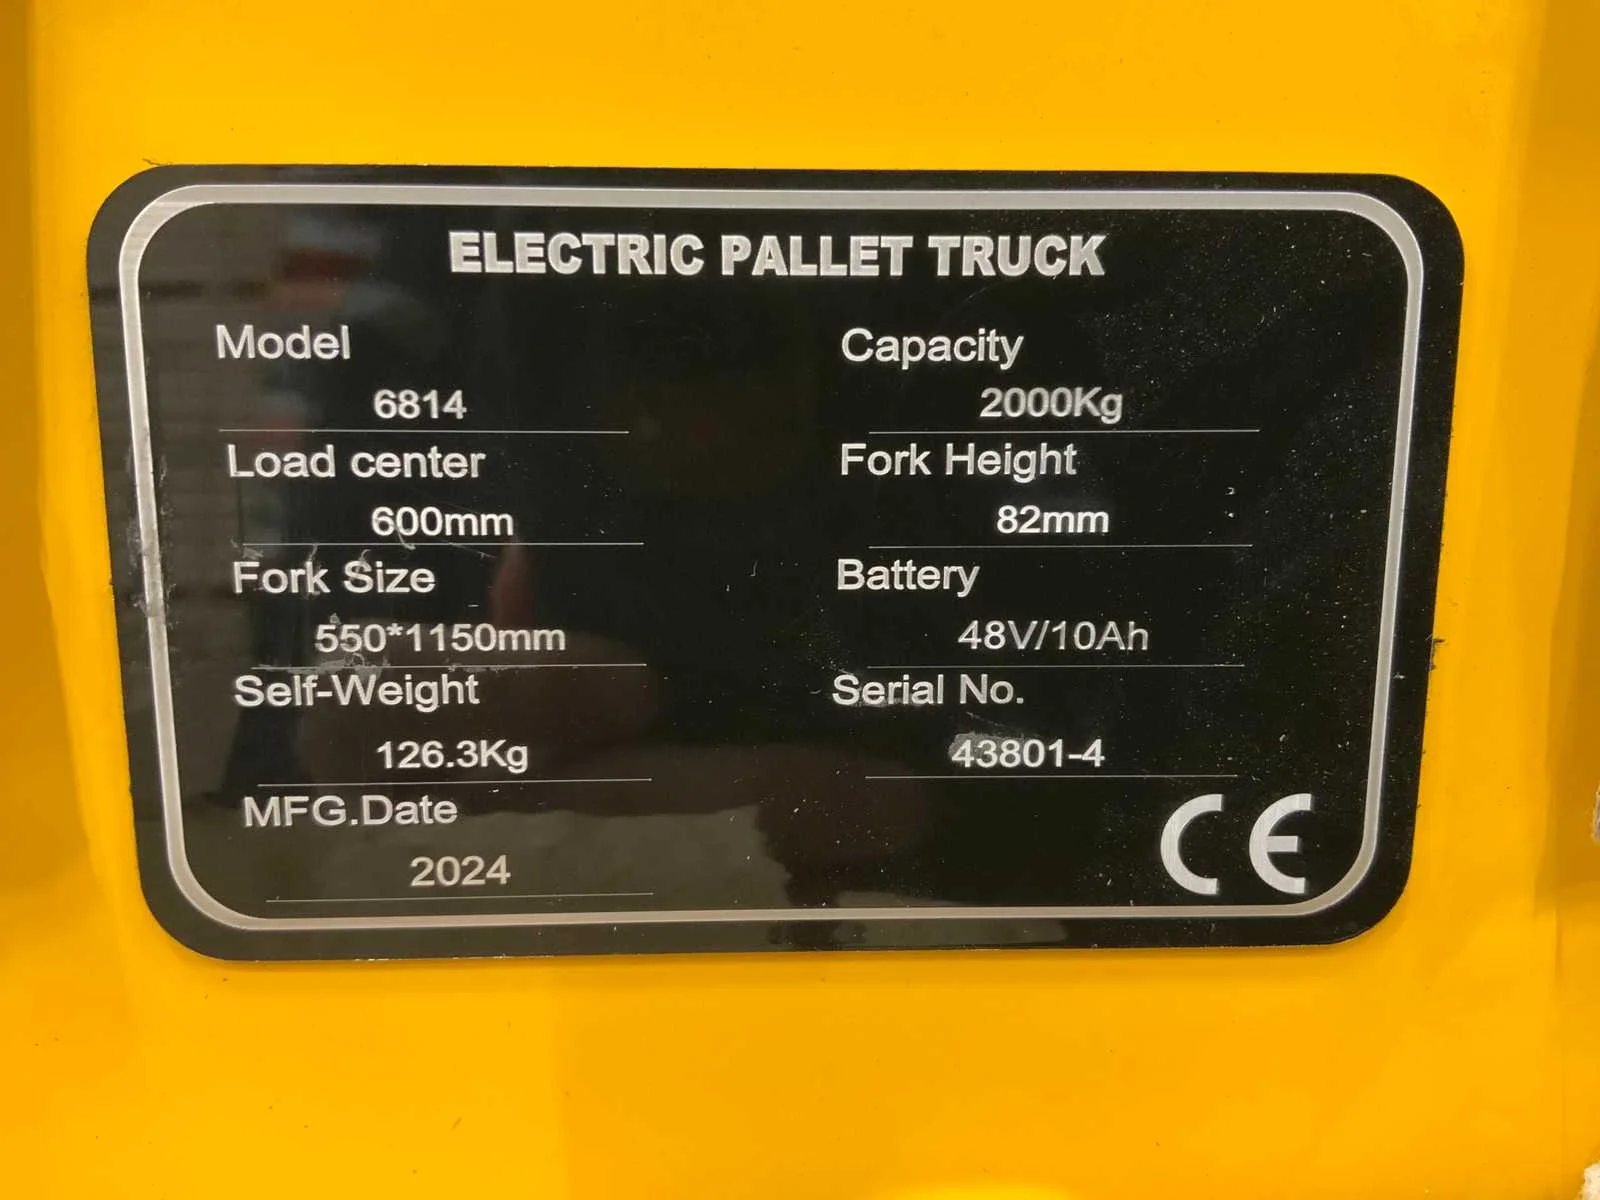 ELECTRIC PALLET TRUCK
Model
6814
Capacity
2000Kg
Load center
600mm
Fork Height
82mm
Fork Size
550*1150mm
Battery
48V/10Ah
Self-Weight
126.3Kg
Serial No.
43801-4
MFG.Date
2024
CE